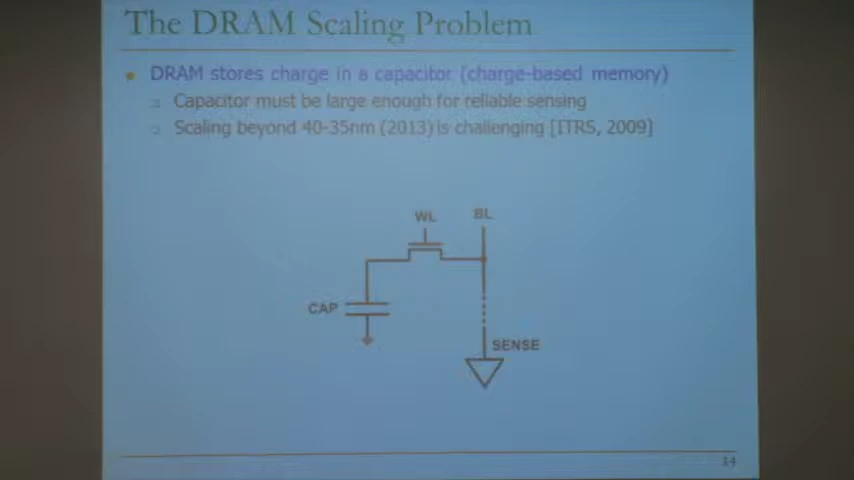 The DRAM Scaling Problem
DRAM stores charge in a capacitor (charge-based memory)
Capacitor must be large enough for reliable sensing
Scaling beyond 40-35nm (2013) is challenging [ITRS, 2009]
WL BL
CAP
SENSE
14